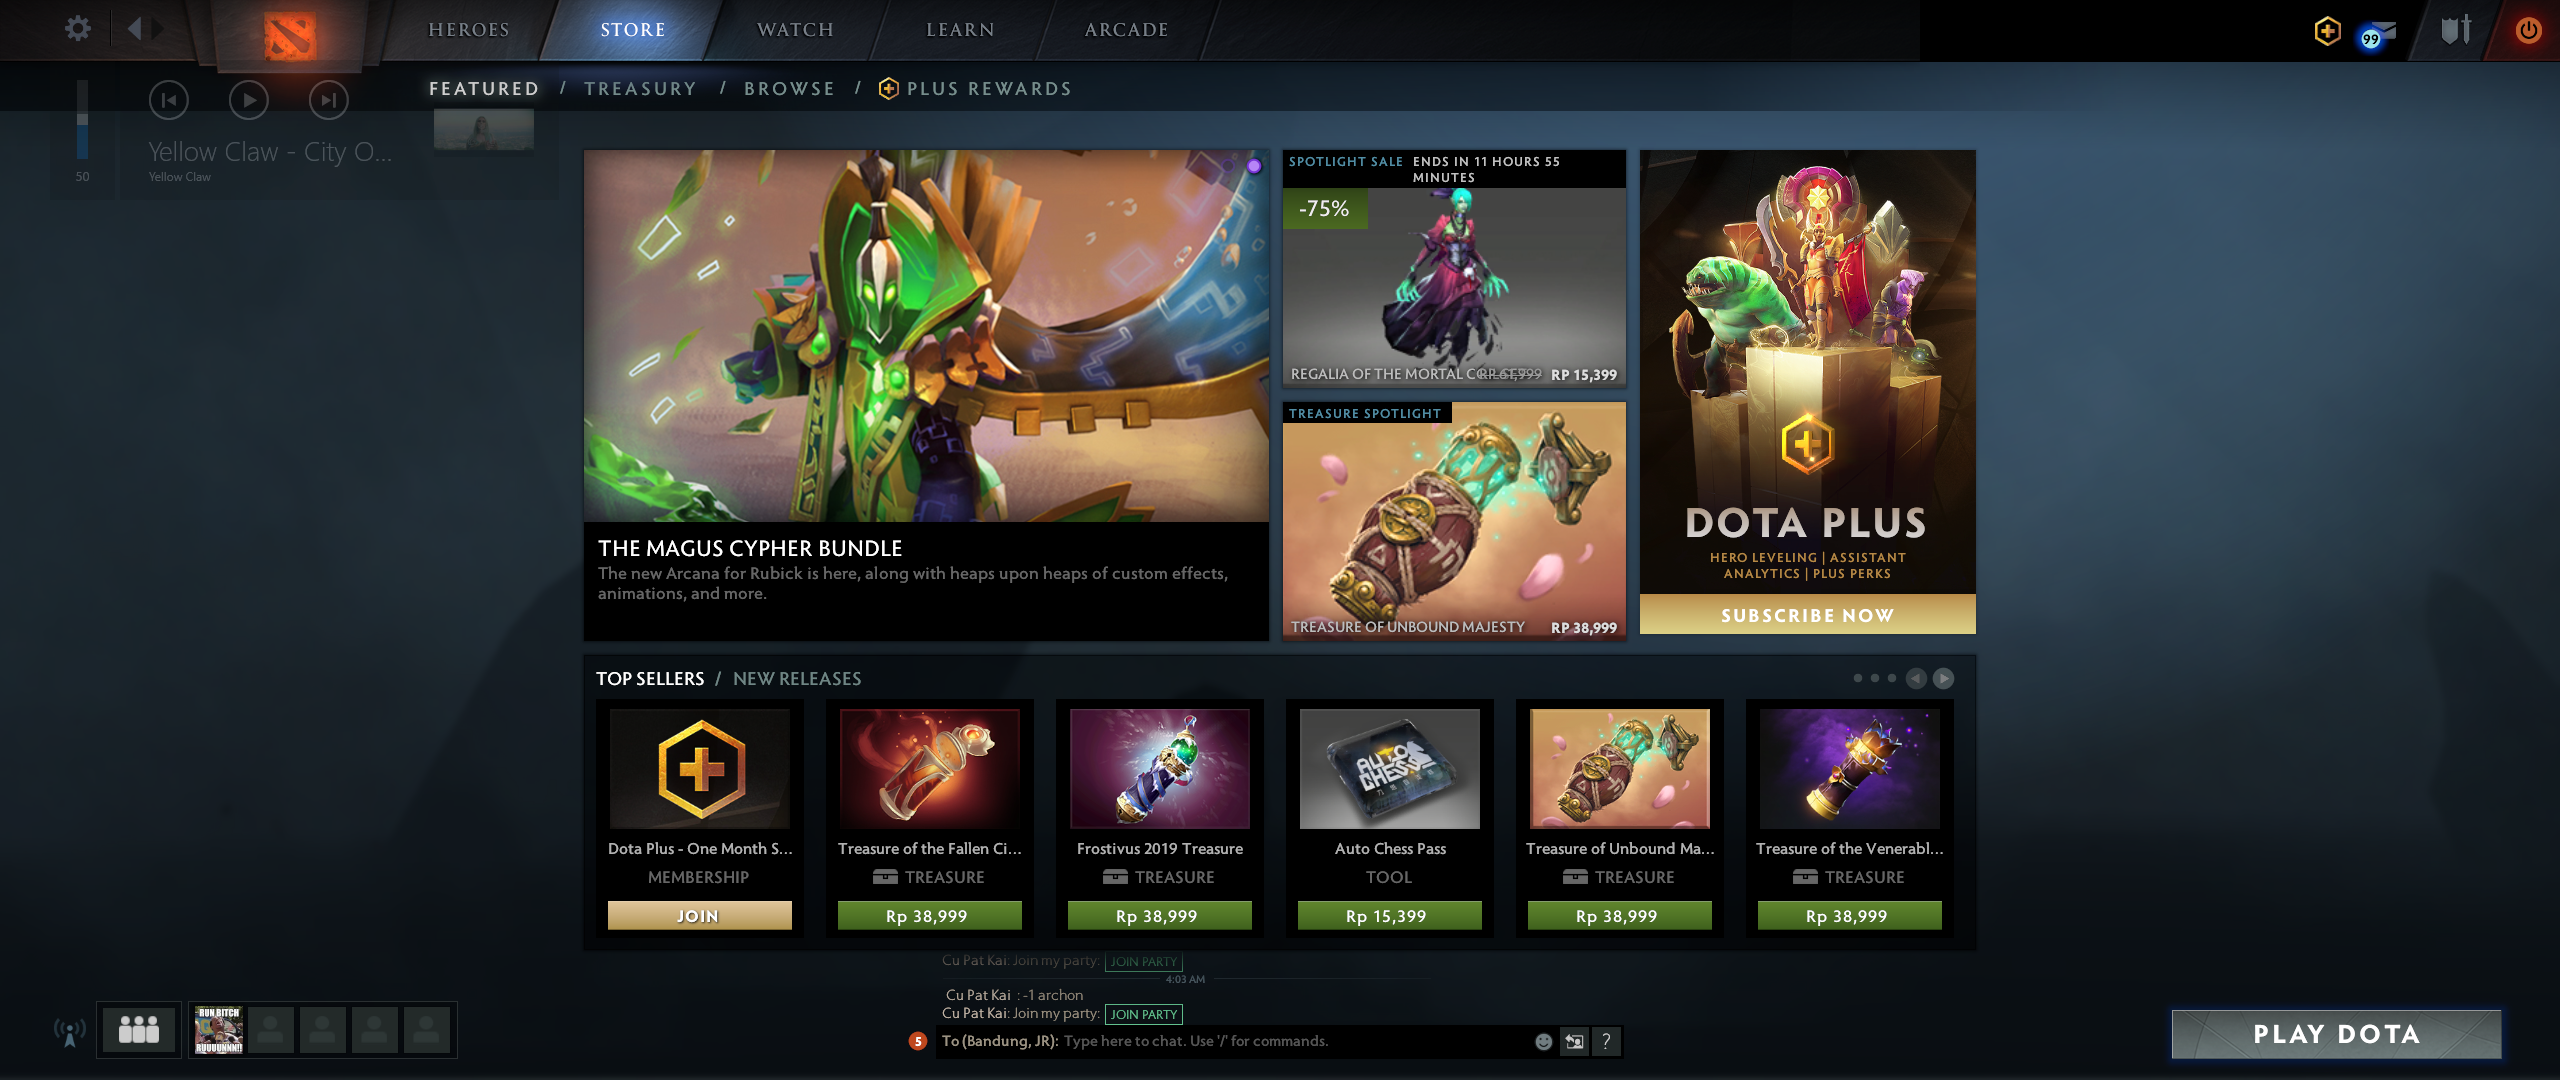 HEROES
STORE
WATCH
LEARN
ARCADE
99
FEATURED / TREASURY / BROWSE / PLUS REWARDS
Yellow Claw - City O...
Yellow Claw
50
SPOTLIGHT SALE ENDS IN 11 HOURS 55
MINUTES
-75%
REGALIA OF THE MORTAL
RP 15,399
THE MAGUS CYPHER BUNDLE
The new Arcana for Rubick is here, along with heaps upon heaps of custom effects,
animations, and more.
TREASURE SPOTLIGHT
TREASURE OF UNBOUND MAJESTY RP 38,999
DOTA PLUS
HERO LEVELING | ASSISTANT
ANALYTICS | PLUS PERKS
SUBSCRIBE NOW
TOP SELLERS / NEW RELEASES
AUTO
CHESS
Dota Plus - One Month S...
MEMBERSHIP
JOIN
Treasure of the Fallen Ci...
TREASURE
Rp 38,999
Frostivus 2019 Treasure
TREASURE
Rp 38,999
Auto Chess Pass
TOOL
Rp 15,399
Treasure of Unbound Ma...
TREASURE
Rp 38,999
Treasure of the Venerabl...
TREASURE
Rp 38,999
Cu Pat Kai: Join my party: JOIN PARTY
4:03 AM
Cu Pat Kai : -1 archon
Cu Pat Kai: Join my party: JOIN PARTY
5
To (Bandung, JR): Type here to chat. Use '/' for commands.
?
RUN BITCH
RUUUUNNN!!
PLAY DOTA